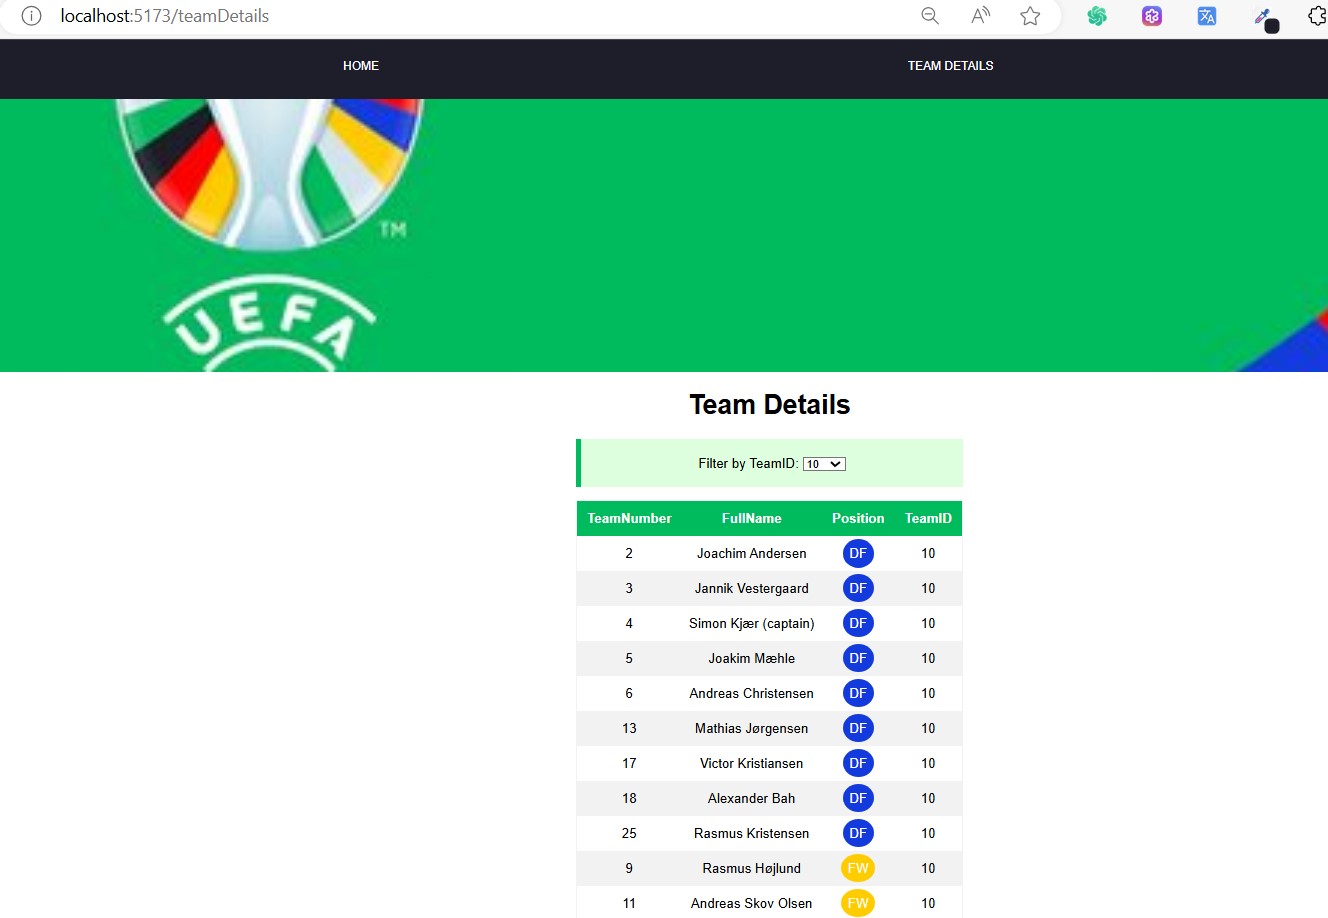 localhost:5173/teamDetails
HOME TEAM DETAILS
TM
UEFA
Team Details
Filter by TeamID: 10
TeamNumber FullName Position TeamID
2 Joachim Andersen DF 10
3 Jannik Vestergaard DF 10
4 Simon Kjær (captain) DF 10
5 Joakim Mæhle DF 10
6 Andreas Christensen DF 10
13 Mathias Jørgensen DF 10
17 Victor Kristiansen DF 10
18 Alexander Bah DF 10
25 Rasmus Kristensen DF 10
9 Rasmus Højlund FW 10
11 Andreas Skov Olsen FW 10